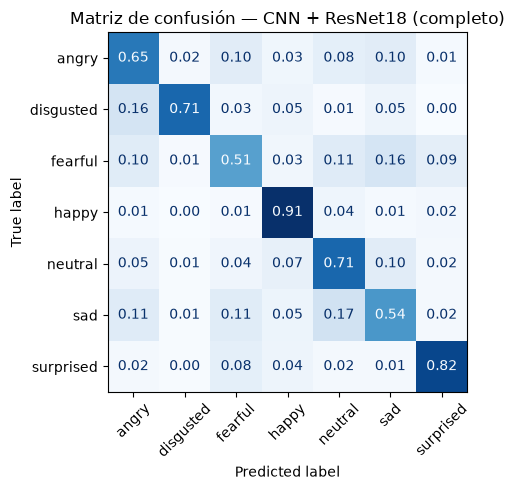 Matriz de confusión — CNN + ResNet18 (completo)
True label
angry 0.65 0.02 0.10 0.03 0.08 0.10 0.01
disgusted 0.16 0.71 0.03 0.05 0.01 0.05 0.00
fearful 0.10 0.01 0.51 0.03 0.11 0.16 0.09
happy 0.01 0.00 0.01 0.91 0.04 0.01 0.02
neutral 0.05 0.01 0.04 0.07 0.71 0.10 0.02
sad 0.11 0.01 0.11 0.05 0.17 0.54 0.02
surprised 0.02 0.00 0.08 0.04 0.02 0.01 0.82
angry disgusted fearful happy neutral sad surprised
Predicted label